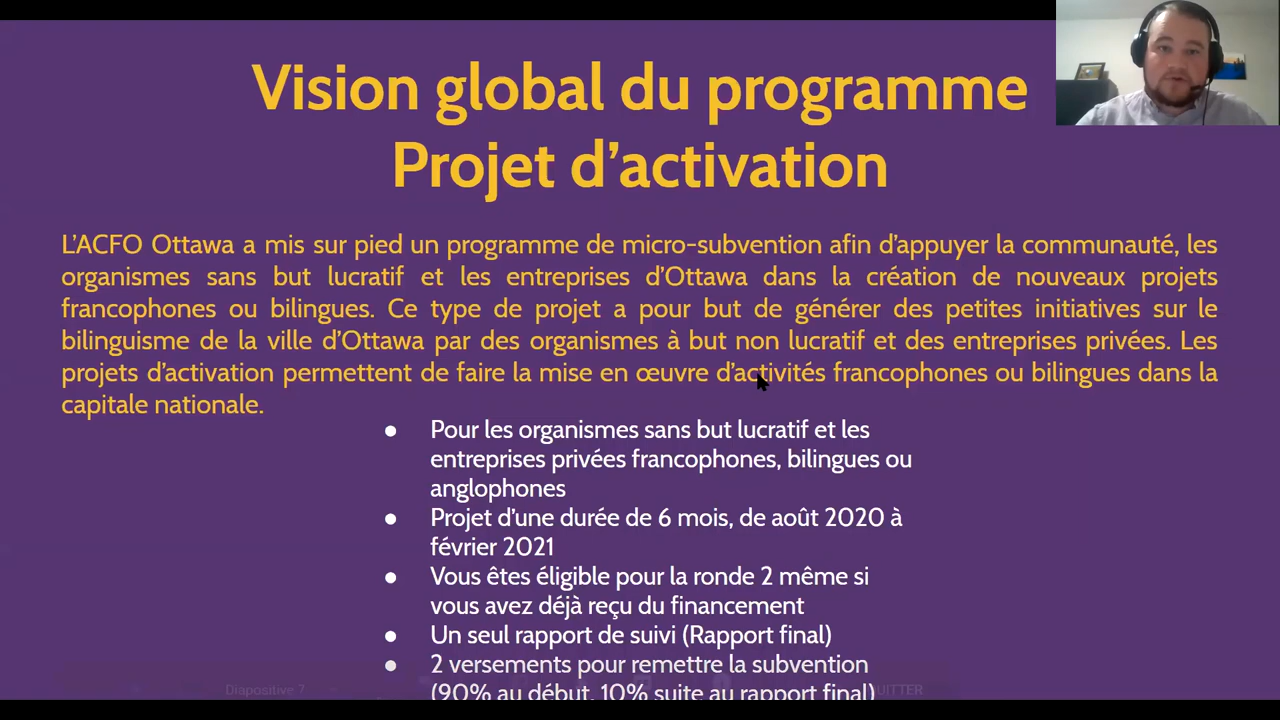 Vision global du programme
Projet d’activation
L’ACFO Ottawa a mis sur pied un programme de micro-subvention afin d’appuyer la communauté, les
organismes sans but lucratif et les entreprises d’Ottawa dans la création de nouveaux projets
francophones ou bilingues. Ce type de projet a pour but de générer des petites initiatives sur le
bilinguisme de la ville d’Ottawa par des organismes à but non lucratif et des entreprises privées. Les
projets d’activation permettent de faire la mise en œuvre d’activités francophones ou bilingues dans la
capitale nationale.
● Pour les organismes sans but lucratif et les
entreprises privées francophones, bilingues ou
anglophones
● Projet d’une durée de 6 mois, de août 2020 à
février 2021
● Vous êtes éligible pour la ronde 2 même si
vous avez déjà reçu du financement
● Un seul rapport de suivi (Rapport final)
● 2 versements pour remettre la subvention
(90% au début, 10% suite au rapport final)
Diapositive 7